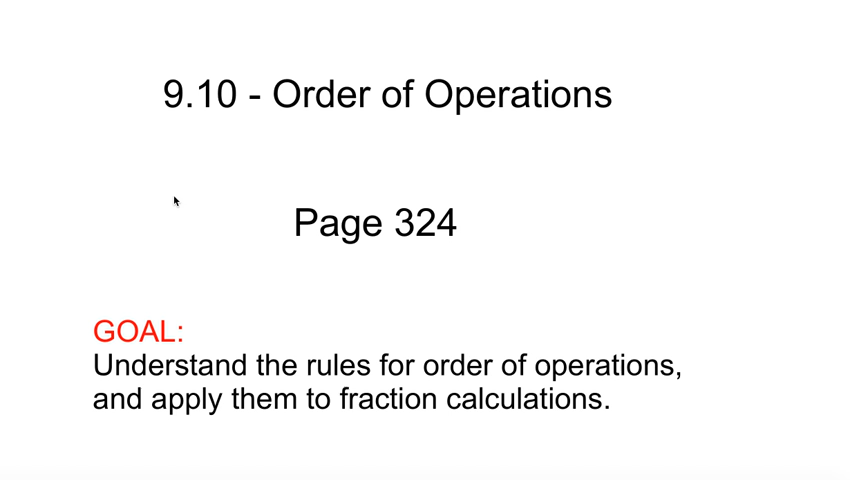 9.10 - Order of Operations
Page 324
GOAL:
Understand the rules for order of operations,
and apply them to fraction calculations.